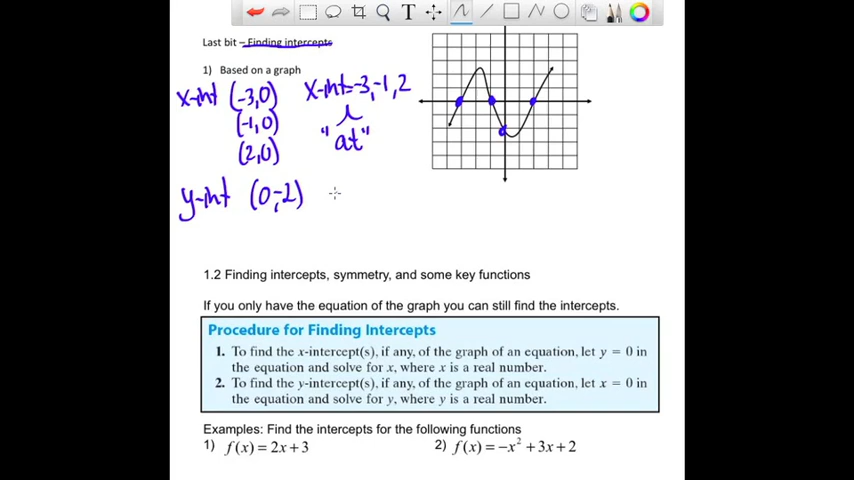 T
Last bit – Finding intercepts
1) Based on a graph
x-int (-3,0) x-int=-3,-1,2
(-1,0)
"at"
(2,0)
y-int (0,-2)
1.2 Finding intercepts, symmetry, and some key functions
If you only have the equation of the graph you can still find the intercepts.
Procedure for Finding Intercepts
1. To find the x-intercept(s), if any, of the graph of an equation, let y = 0 in
the equation and solve for x, where x is a real number.
2. To find the y-intercept(s), if any, of the graph of an equation, let x = 0 in
the equation and solve for y, where y is a real number.
Examples: Find the intercepts for the following functions
1) f(x) = 2x + 3 2) f(x) = -x² + 3x + 2